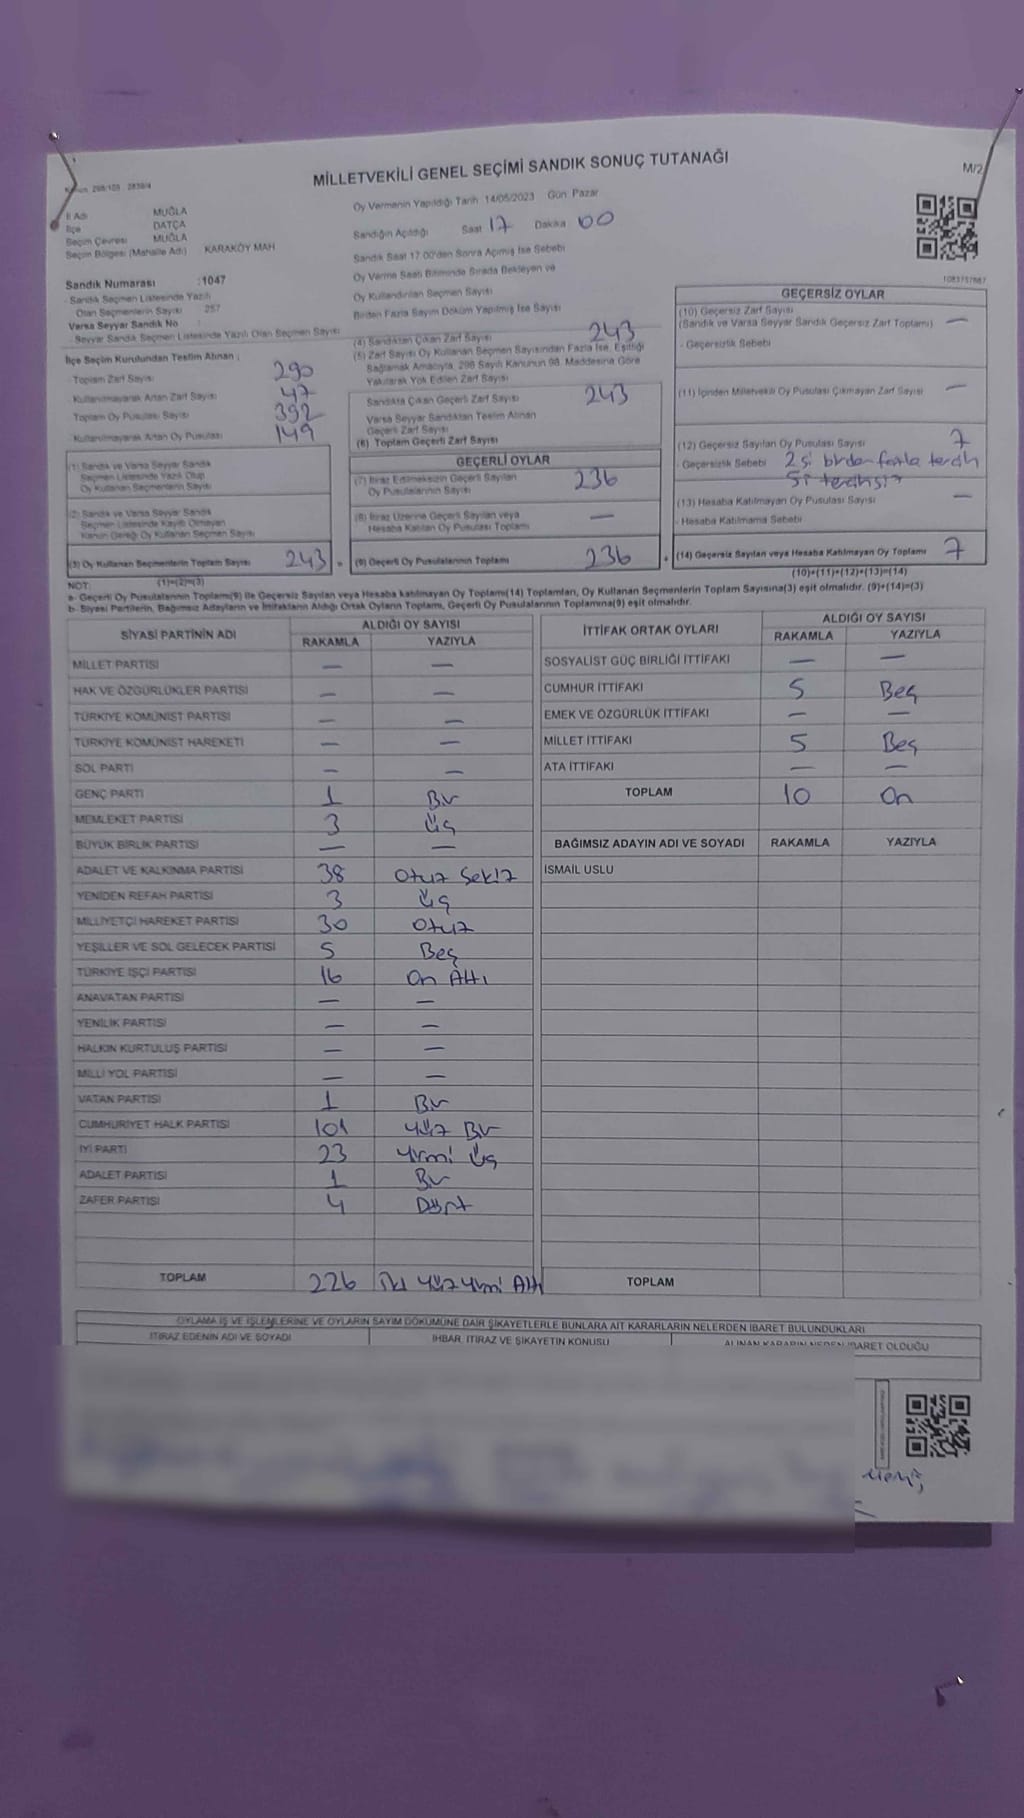 MİLLETVEKİLİ GENEL SEÇİMİ SANDIK SONUÇ TUTANAĞI
M/2
İl Adı MUĞLA
İlçe DATÇA
Seçim Çevresi MUĞLA
Seçim Bölgesi (Mahalle Adı) KARAKÖY MAH
Sandık Numarası : 1047
- Sandık Seçmen Listesinde Yazılı
Olan Seçmenlerin Sayısı : 257
Varsa Seyyar Sandık No
- Seyyar Sandık Seçmen Listesinde Yazılı Olan Seçmen Sayısı
İlçe Seçim Kurulundan Teslim Alınan ;
- Toplam Zarf Sayısı 290
- Kullanılmayarak Artan Zarf Sayısı 47
- Toplam Oy Pusulası Sayısı 392
- Kullanılmayarak Artan Oy Pusulası 149
(1) Sandık ve Varsa Seyyar Sandık
Seçmen Listesinde Yazılı Olup
Oy Kullanan Seçmenlerin Sayısı
(2) Sandık ve Varsa Seyyar Sandık
Seçmen Listesinde Kayıtlı Olmayan
Kanun Gereği Oy Kullanan Seçmen Sayısı
(3) Oy Kullanan Seçmenlerin Toplam Sayısı 243
Oy Vermenin Yapıldığı Tarih 14/05/2023 Gün Pazar
Sandığın Açıldığı Saat 17 Dakika 00
Sandık Saat 17.00'den Sonra Açılmış İse Sebebi
Oy Verme Saati Bitiminde Sırada Bekleyen ve
Oy Kullandırılan Seçmen Sayısı
Birden Fazla Sayım Döküm Yapılmış İse Sayısı
(4) Sandıktan Çıkan Zarf Sayısı 243
(5) Zarf Sayısı Oy Kullanan Seçmen Sayısından Fazla İse, Eşitliği
Sağlamak Amacıyla, 298 Sayılı Kanunun 98. Maddesine Göre
Yakılarak Yok Edilen Zarf Sayısı
Sandıkta Çıkan Geçerli Zarf Sayısı 243
Varsa Seyyar Sandıktan Teslim Alınan
Geçerli Zarf Sayısı
(6) Toplam Geçerli Zarf Sayısı
GEÇERLİ OYLAR
(7) İtiraz Edilmeksizin Geçerli Sayılan
Oy Pusulalarının Sayısı 236
(8) İtiraz Üzerine Geçerli Sayılan veya
Hesaba Katılan Oy Pusulası Toplamı —
(9) Geçerli Oy Pusulalarının Toplamı 236
1083757687
GEÇERSİZ OYLAR
(10) Geçersiz Zarf Sayısı
(Sandık ve Varsa Seyyar Sandık Geçersiz Zarf Toplamı) —
- Geçersizlik Sebebi
(11) İçinden Milletvekili Oy Pusulası Çıkmayan Zarf Sayısı —
(12) Geçersiz Sayılan Oy Pusulası Sayısı 7
- Geçersizlik Sebebi 2 si birden fazla tercih
5i tercihsiz
(13) Hesaba Katılmayan Oy Pusulası Sayısı —
- Hesaba Katılmama Sebebi
(14) Geçersiz Sayılan veya Hesaba Katılmayan Oy Toplamı 7
(1)+(2)=(3)
(10)+(11)+(12)+(13)=(14)
NOT:
a- Geçerli Oy Pusulalarının Toplamı(9) ile Geçersiz Sayılan veya Hesaba katılmayan Oy Toplamı(14) Toplamları, Oy Kullanan Seçmenlerin Toplam Sayısına(3) eşit olmalıdır. (9)+(14)=(3)
b- Siyasi Partilerin, Bağımsız Adayların ve İttifakların Aldığı Ortak Oyların Toplamı, Geçerli Oy Pusulalarının Toplamına(9) eşit olmalıdır.
SİYASİ PARTİNİN ADI ALDIĞI OY SAYISI
RAKAMLA YAZIYLA
MİLLET PARTİSİ — —
HAK VE ÖZGÜRLÜKLER PARTİSİ — —
TÜRKİYE KOMÜNİST PARTİSİ — —
TÜRKİYE KOMÜNİST HAREKETİ — —
SOL PARTİ — —
GENÇ PARTİ 1 Bir
MEMLEKET PARTİSİ 3 Üç
BÜYÜK BİRLİK PARTİSİ — —
ADALET VE KALKINMA PARTİSİ 38 Otuz Sekiz
YENİDEN REFAH PARTİSİ 3 Üç
MİLLİYETÇİ HAREKET PARTİSİ 30 Otuz
YEŞİLLER VE SOL GELECEK PARTİSİ 5 Beş
TÜRKİYE İŞÇİ PARTİSİ 16 On Altı
ANAVATAN PARTİSİ — —
YENİLİK PARTİSİ — —
HALKIN KURTULUŞ PARTİSİ — —
MİLLİ YOL PARTİSİ — —
VATAN PARTİSİ 1 Bir
CUMHURİYET HALK PARTİSİ 101 Yüz Bir
İYİ PARTİ 23 Yirmi Üç
ADALET PARTİSİ 1 Bir
ZAFER PARTİSİ 4 Dört
TOPLAM 226 İki Yüz Yirmi Altı
İTTİFAK ORTAK OYLARI ALDIĞI OY SAYISI
RAKAMLA YAZIYLA
SOSYALİST GÜÇ BİRLİĞİ İTTİFAKI — —
CUMHUR İTTİFAKI 5 Beş
EMEK VE ÖZGÜRLÜK İTTİFAKI — —
MİLLET İTTİFAKI 5 Beş
ATA İTTİFAKI — —
TOPLAM 10 On
BAĞIMSIZ ADAYIN ADI VE SOYADI RAKAMLA YAZIYLA
İSMAİL USLU
TOPLAM
OYLAMA İŞ VE İŞLEMLERİNE VE OYLARIN SAYIM DÖKÜMÜNE DAİR ŞİKAYETLERLE BUNLARA AİT KARARLARIN NELERDEN İBARET BULUNDUKLARI
İTİRAZ EDENİN ADI VE SOYADI İHBAR, İTİRAZ VE ŞİKAYETİN KONUSU ALINAN KARARIN NEDEN İBARET OLDUĞU